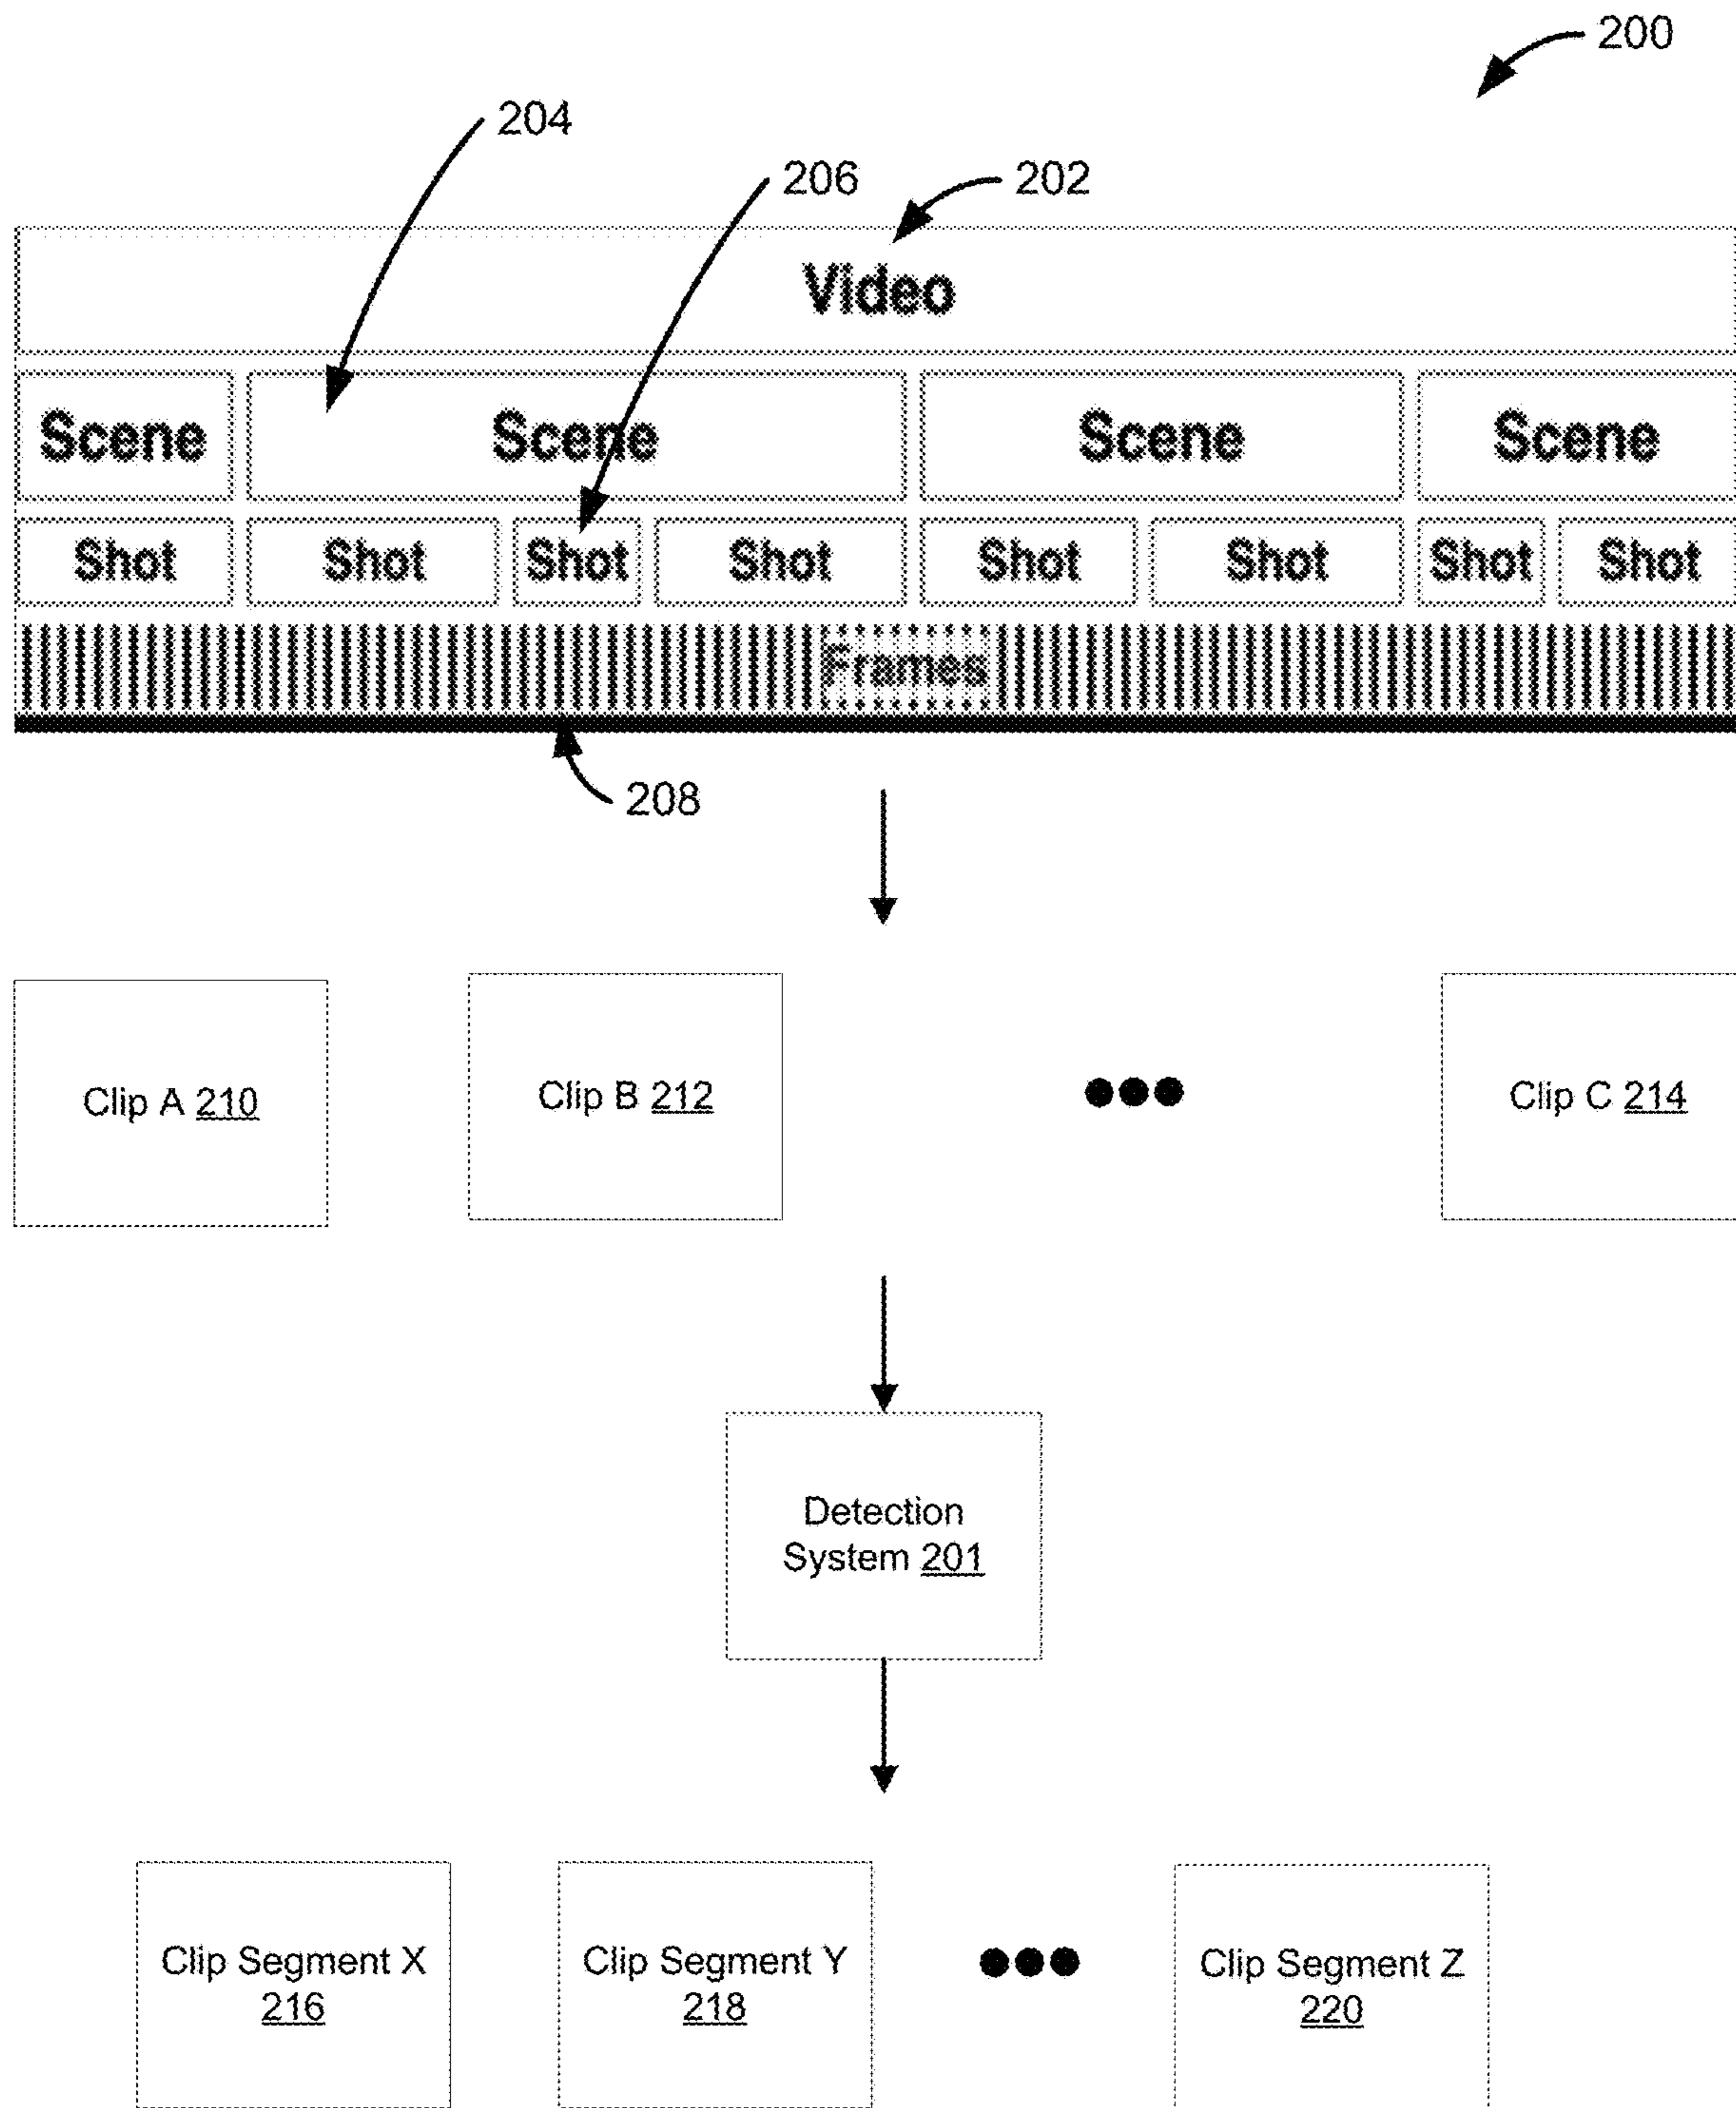 200
204
206
202
Video
Scene Scene Scene Scene
Shot Shot Shot Shot Shot Shot Shot Shot
Frames
208
Clip A 210
Clip B 212
Clip C 214
Detection
System 201
Clip Segment X
216
Clip Segment Y
218
Clip Segment Z
220